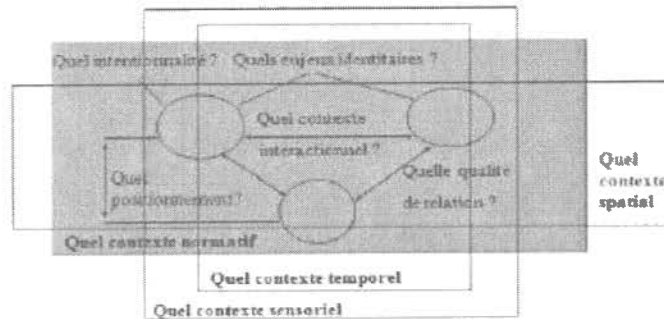 Quel intentionnalité ? Quels enjeux identitaires ?
Quel contexte
interactionnel ?
Quel
positionnement?
Quelle qualité
de relation ?
Quel
contexte
spatial
Quel contexte normatif
Quel contexte temporel
Quel contexte sensoriel